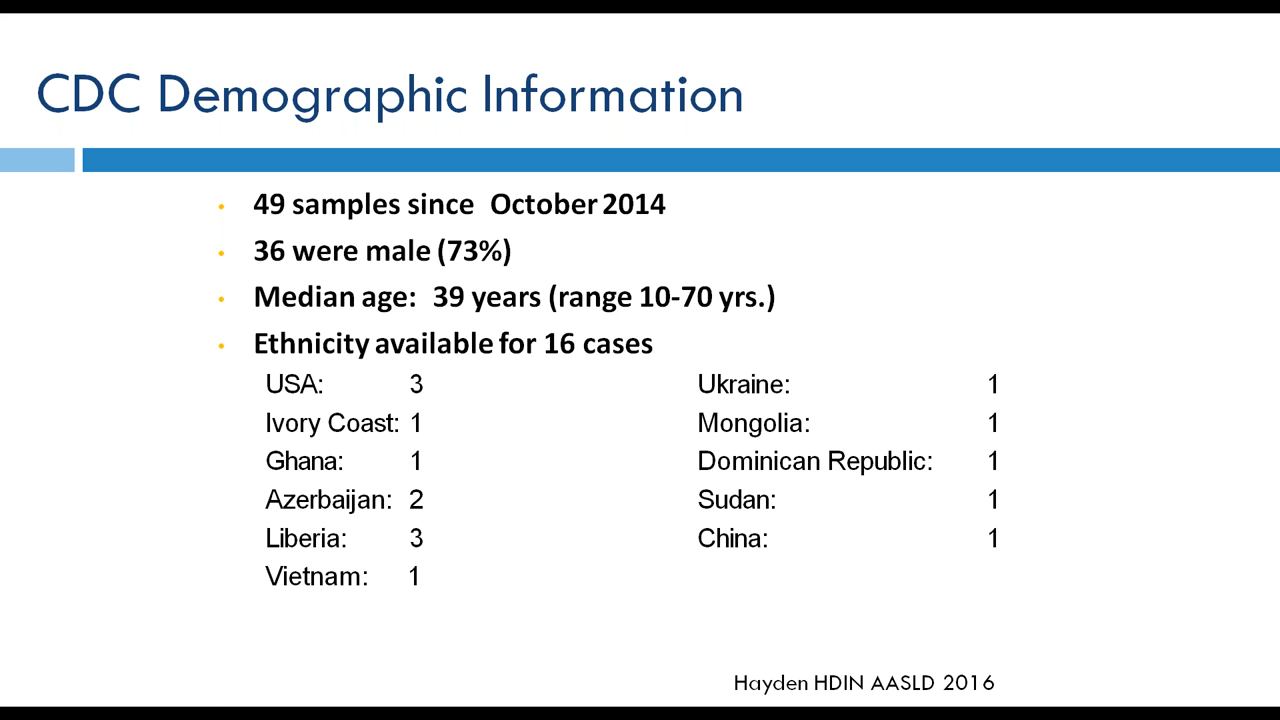 CDC Demographic Information
• 49 samples since October 2014
• 36 were male (73%)
• Median age: 39 years (range 10-70 yrs.)
• Ethnicity available for 16 cases
USA: 3
Ivory Coast: 1
Ghana: 1
Azerbaijan: 2
Liberia: 3
Vietnam: 1
Ukraine: 1
Mongolia: 1
Dominican Republic: 1
Sudan: 1
China: 1
Hayden HDIN AASLD 2016